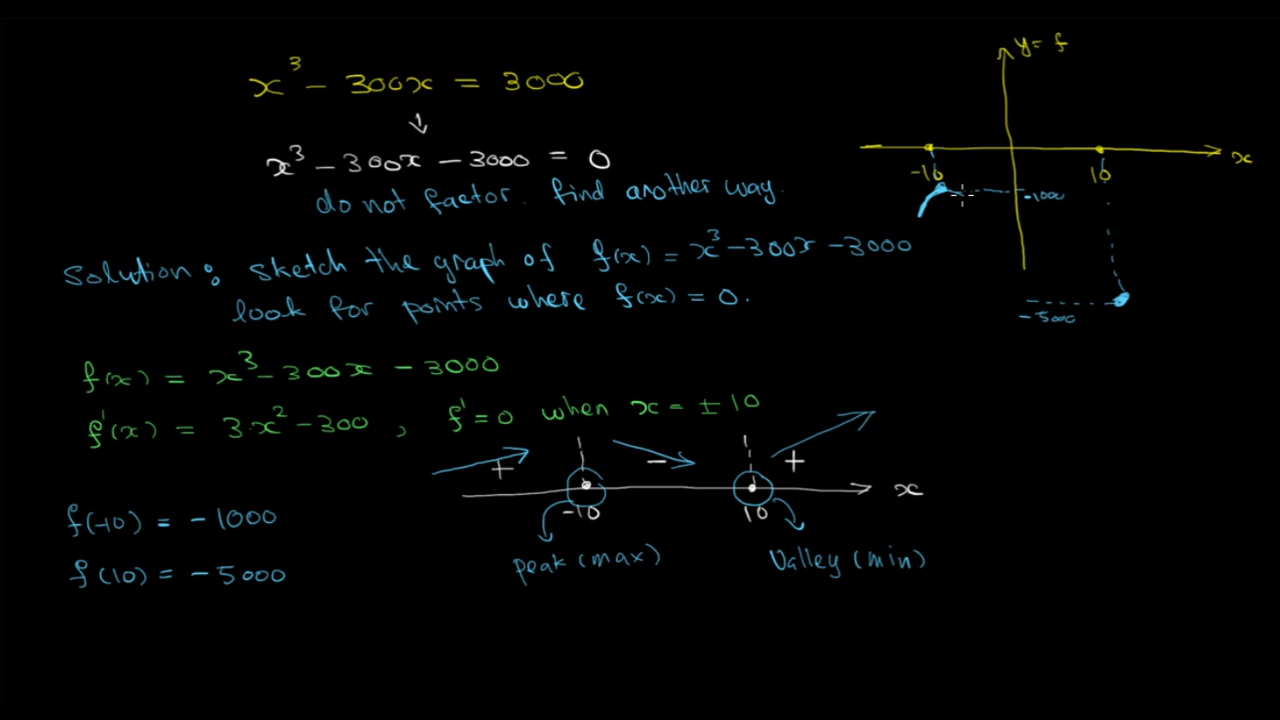 x³ - 300x = 3000
↓
x³ - 300x - 3000 = 0
do not factor. find another way.
Solution: sketch the graph of f(x) = x³ - 300x - 3000
look for points where f(x) = 0.
f(x) = x³ - 300x - 3000
f'(x) = 3x² - 300 , f' = 0 when x = ± 10
+ - +
-10 10 x
peak (max) Valley (min)
f(-10) = - 1000
f(10) = - 5000
y = f
x
-10 10
-1000
-5000